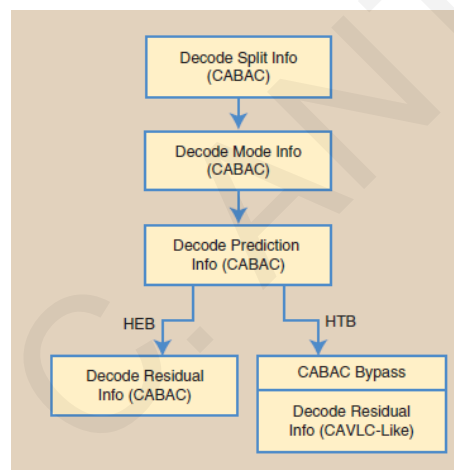 Decode Split Info
(CABAC)
Decode Mode Info
(CABAC)
Decode Prediction
Info (CABAC)
HEB
HTB
Decode Residual
Info (CABAC)
CABAC Bypass
Decode Residual
Info (CAVLC-Like)
C. ANT